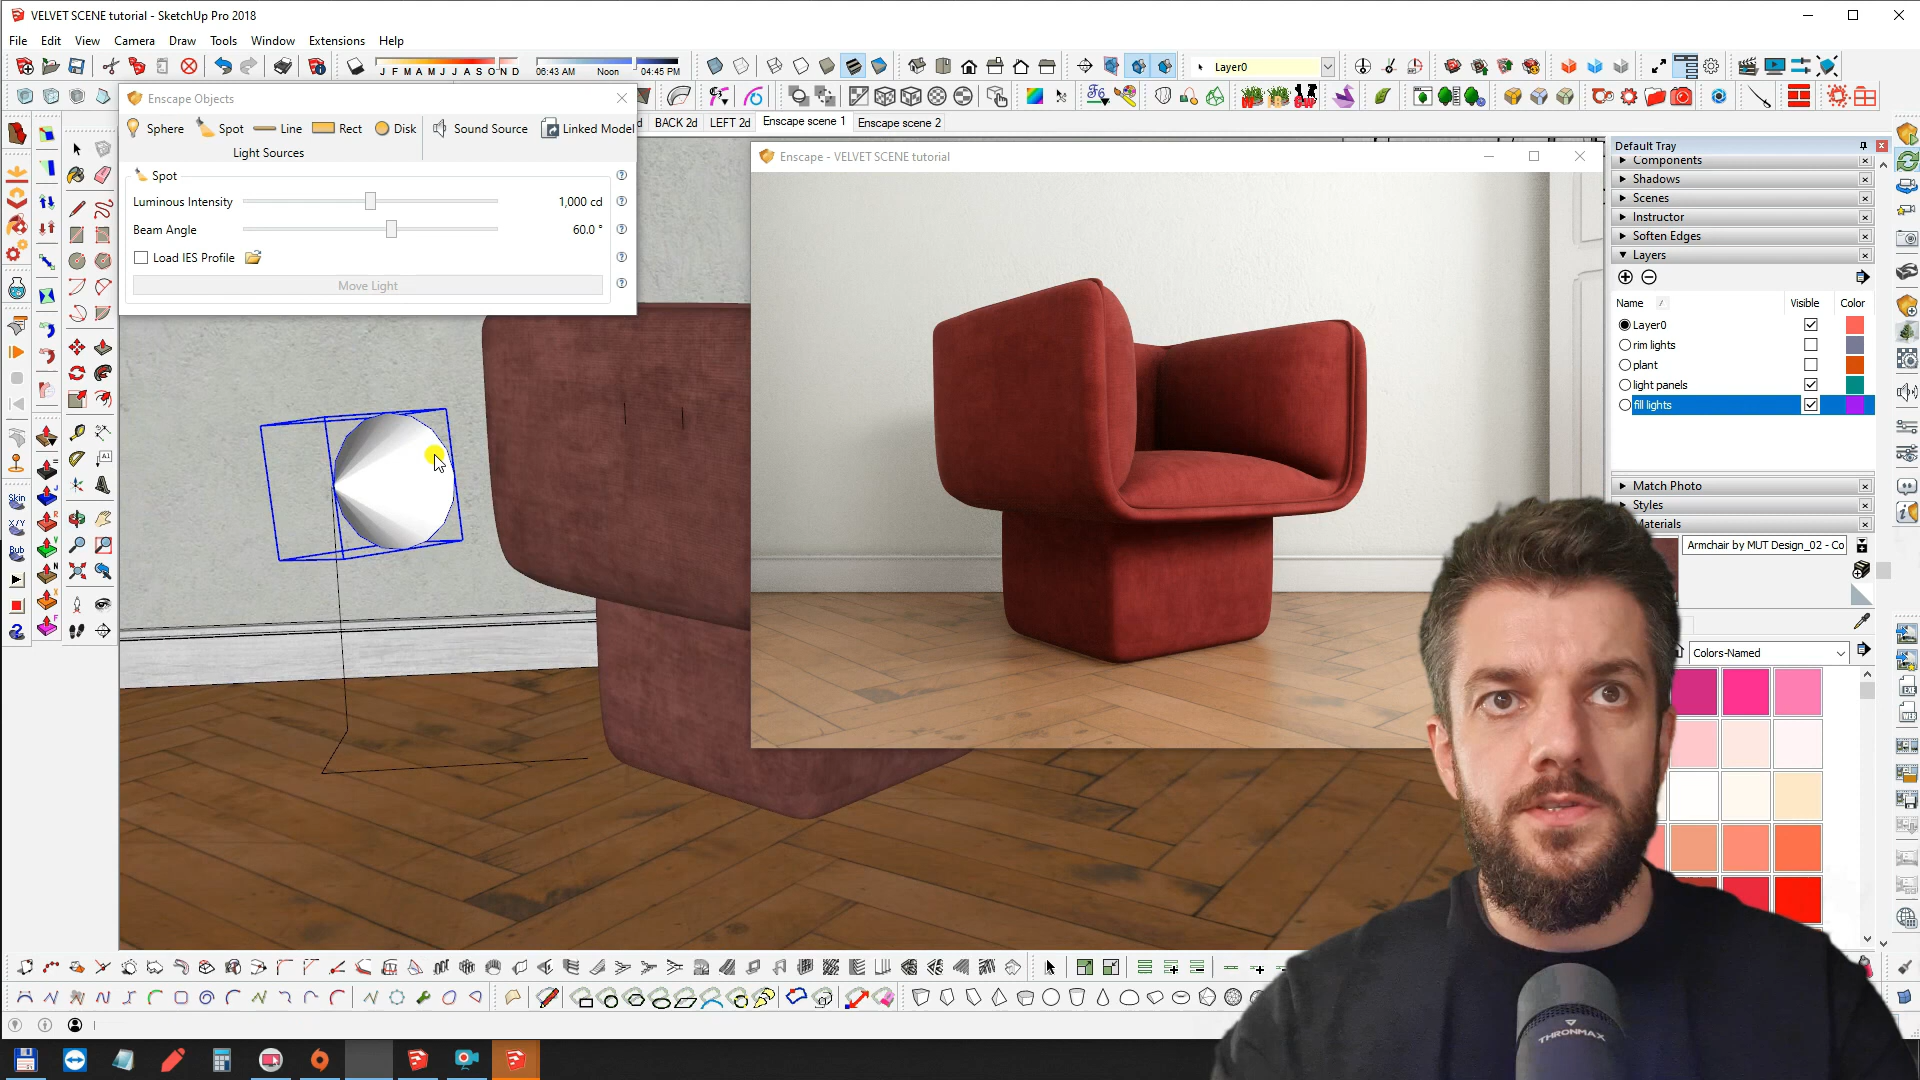 VELVET SCENE tutorial - SketchUp Pro 2018
File Edit View Camera Draw Tools Window Extensions Help
J F M A M J J A S O N D
06:43 AM Noon 04:45 PM
Layer0
Enscape Objects
Sphere Spot Line Rect Disk Sound Source Linked Model
Light Sources
BACK 2d LEFT 2d Enscape scene 1 Enscape scene 2
Spot
Luminous Intensity 1,000 cd
Beam Angle 60.0 °
Load IES Profile
Move Light
Enscape - VELVET SCENE tutorial
Default Tray
Components
Shadows
Scenes
Instructor
Soften Edges
Layers
Name Visible Color
Layer0
rim lights
plant
light panels
fill lights
Match Photo
Styles
Materials
Armchair by MUT Design_02 - Co
Colors-Named
Skin
X/Y
Bub
THRONMAX